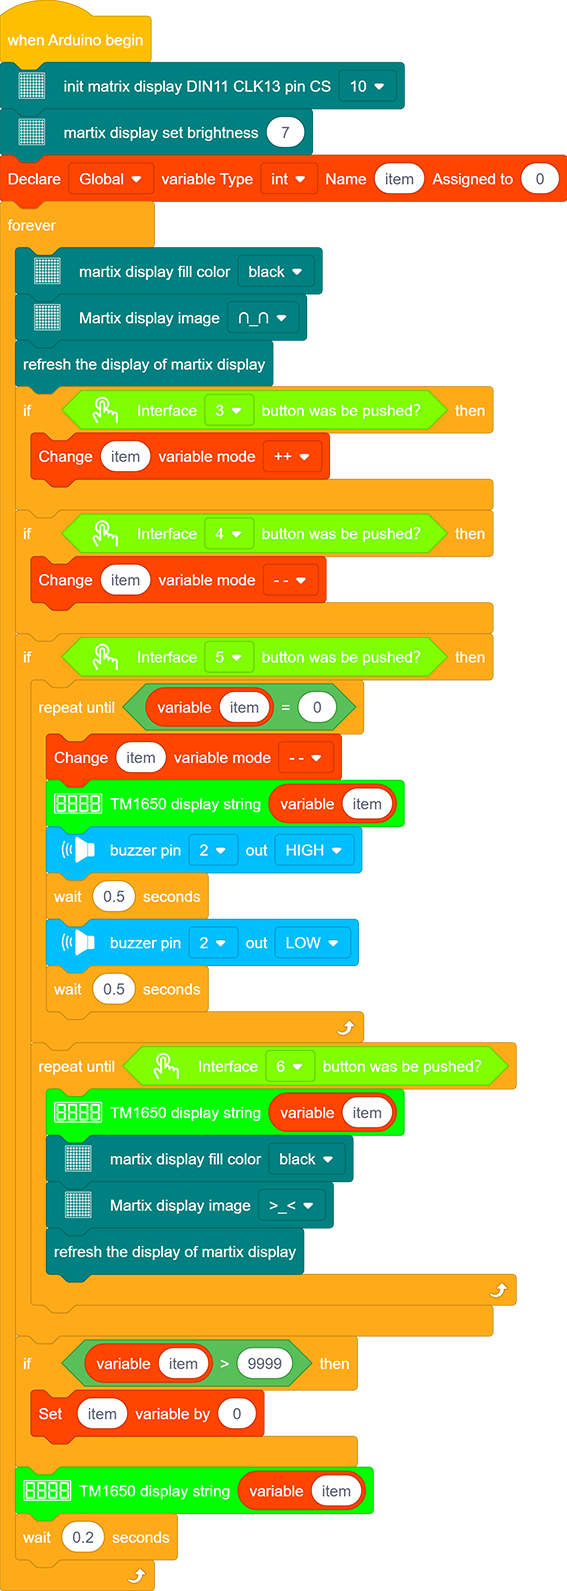 when Arduino begin
init matrix display DIN11 CLK13 pin CS 10
martix display set brightness 7
Declare Global variable Type int Name item Assigned to 0
forever
martix display fill color black
Martix display image ∩_∩
refresh the display of martix display
if Interface 3 button was be pushed? then
Change item variable mode ++
if Interface 4 button was be pushed? then
Change item variable mode --
if Interface 5 button was be pushed? then
repeat until variable item = 0
Change item variable mode --
TM1650 display string variable item
buzzer pin 2 out HIGH
wait 0.5 seconds
buzzer pin 2 out LOW
wait 0.5 seconds
repeat until Interface 6 button was be pushed?
TM1650 display string variable item
martix display fill color black
Martix display image >_<
refresh the display of martix display
if variable item > 9999 then
Set item variable by 0
TM1650 display string variable item
wait 0.2 seconds